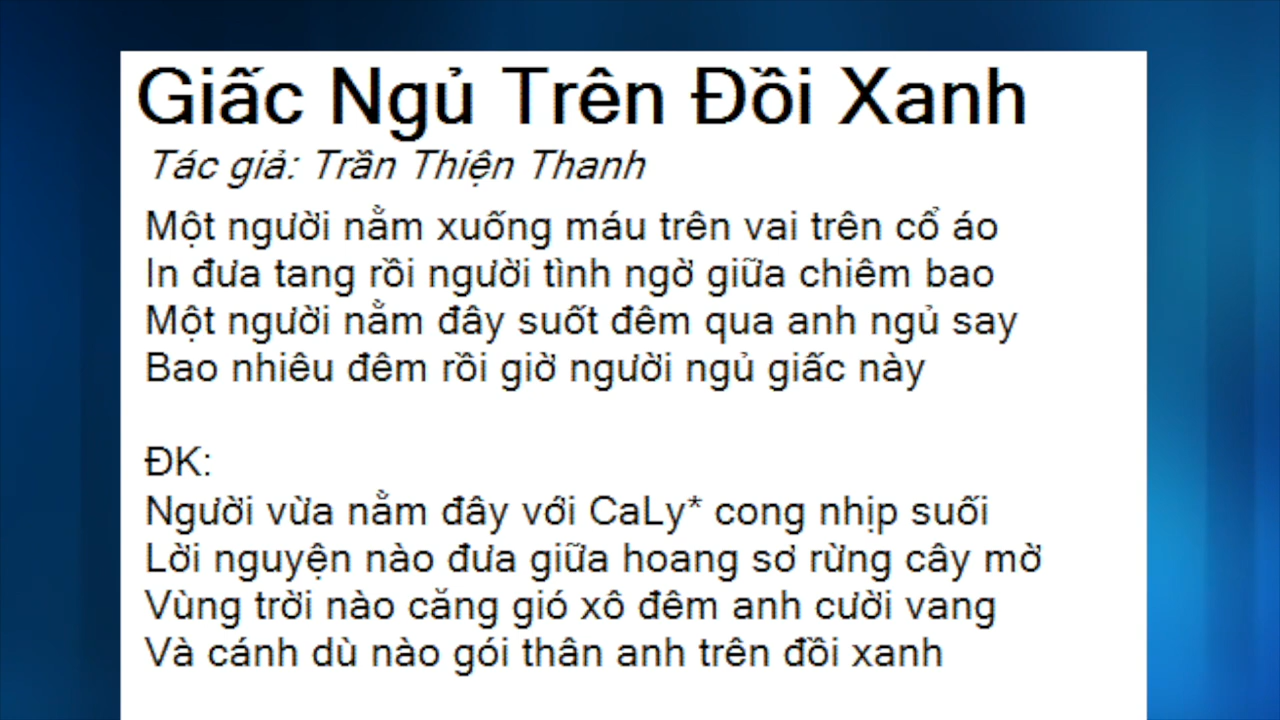 Giấc Ngủ Trên Đồi Xanh
Tác giả: Trần Thiện Thanh
Một người nằm xuống máu trên vai trên cổ áo
In đưa tang rồi người tình ngờ giữa chiêm bao
Một người nằm đây suốt đêm qua anh ngủ say
Bao nhiêu đêm rồi giờ người ngủ giấc này
ĐK:
Người vừa nằm đây với CaLy* cong nhịp suối
Lời nguyện nào đưa giữa hoang sơ rừng cây mờ
Vùng trời nào căng gió xô đêm anh cười vang
Và cánh dù nào gói thân anh trên đồi xanh